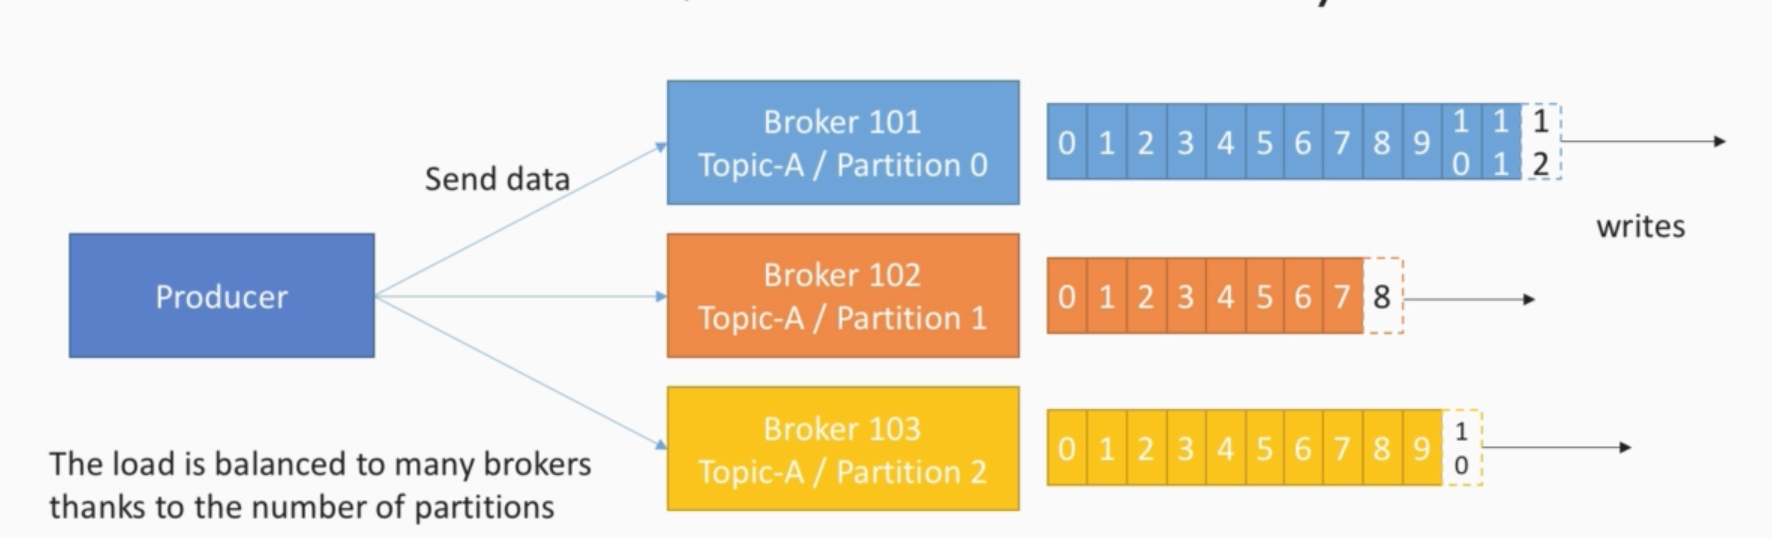 Send data
Producer
Broker 101
Topic-A / Partition 0
0 1 2 3 4 5 6 7 8 9 10 11 12
writes
Broker 102
Topic-A / Partition 1
0 1 2 3 4 5 6 7 8
Broker 103
Topic-A / Partition 2
0 1 2 3 4 5 6 7 8 9 10
The load is balanced to many brokers
thanks to the number of partitions